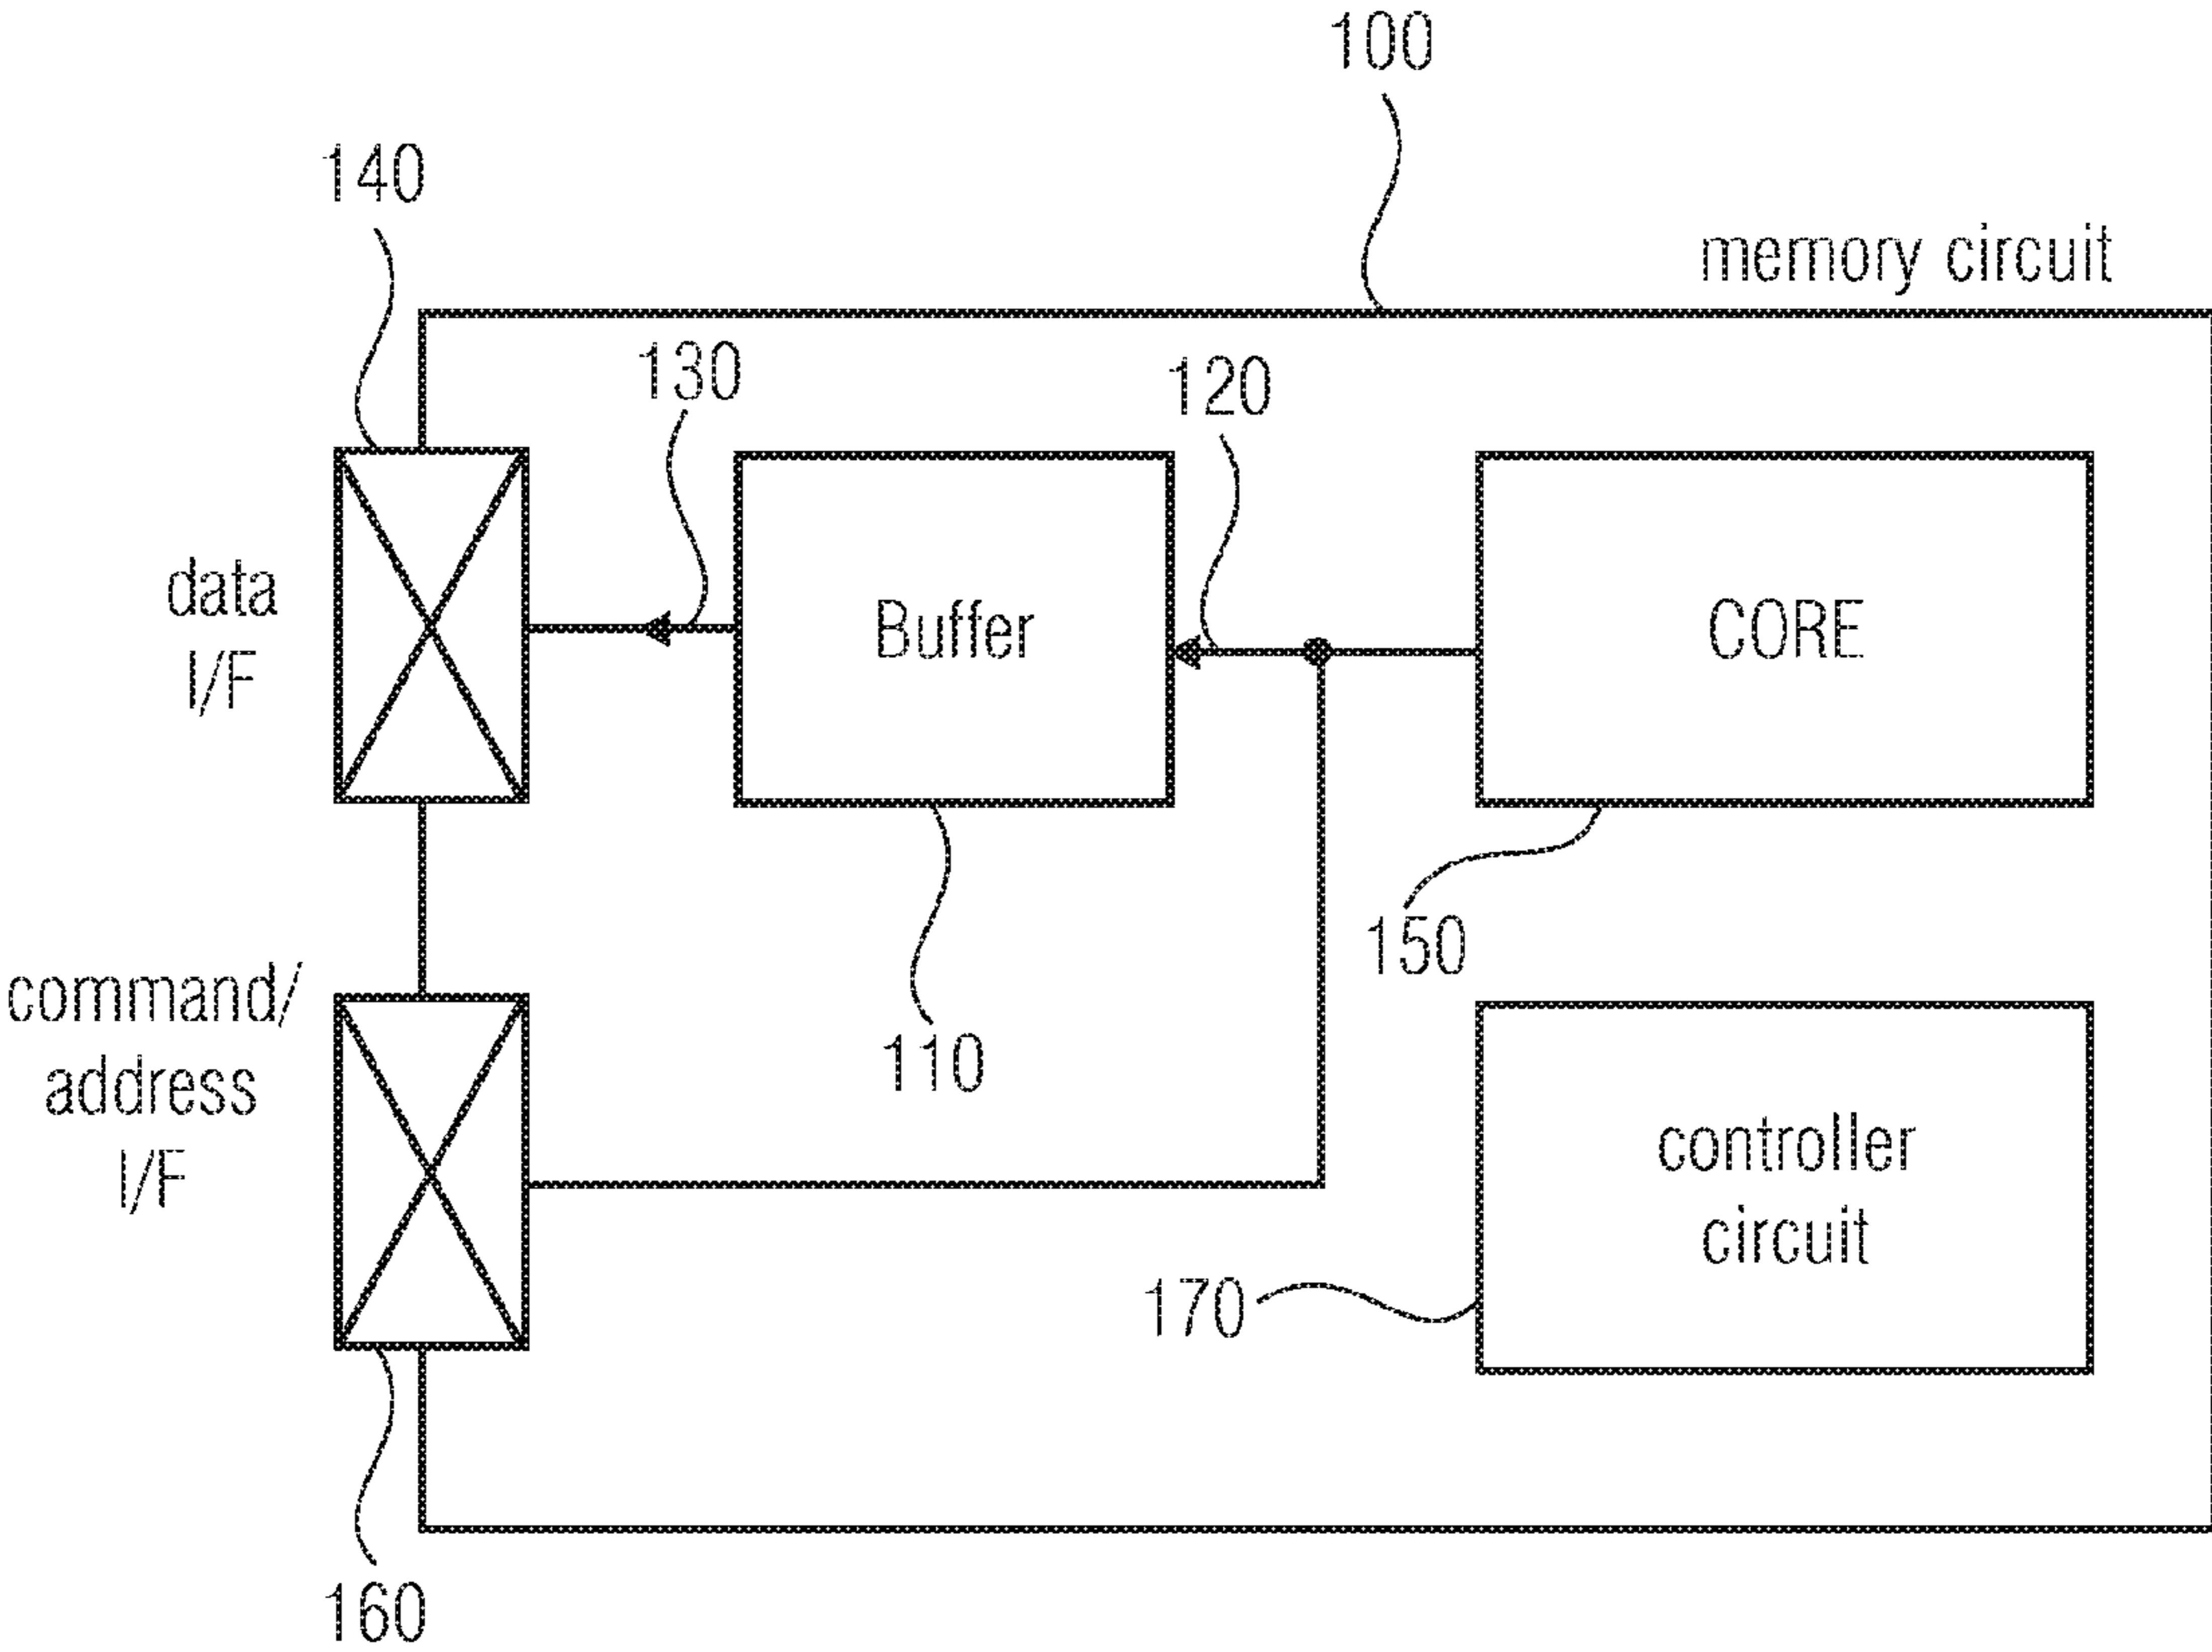 100
140
memory circuit
130
120
data
I/F
Buffer
CORE
150
command/
address
I/F
110
controller
circuit
170
160